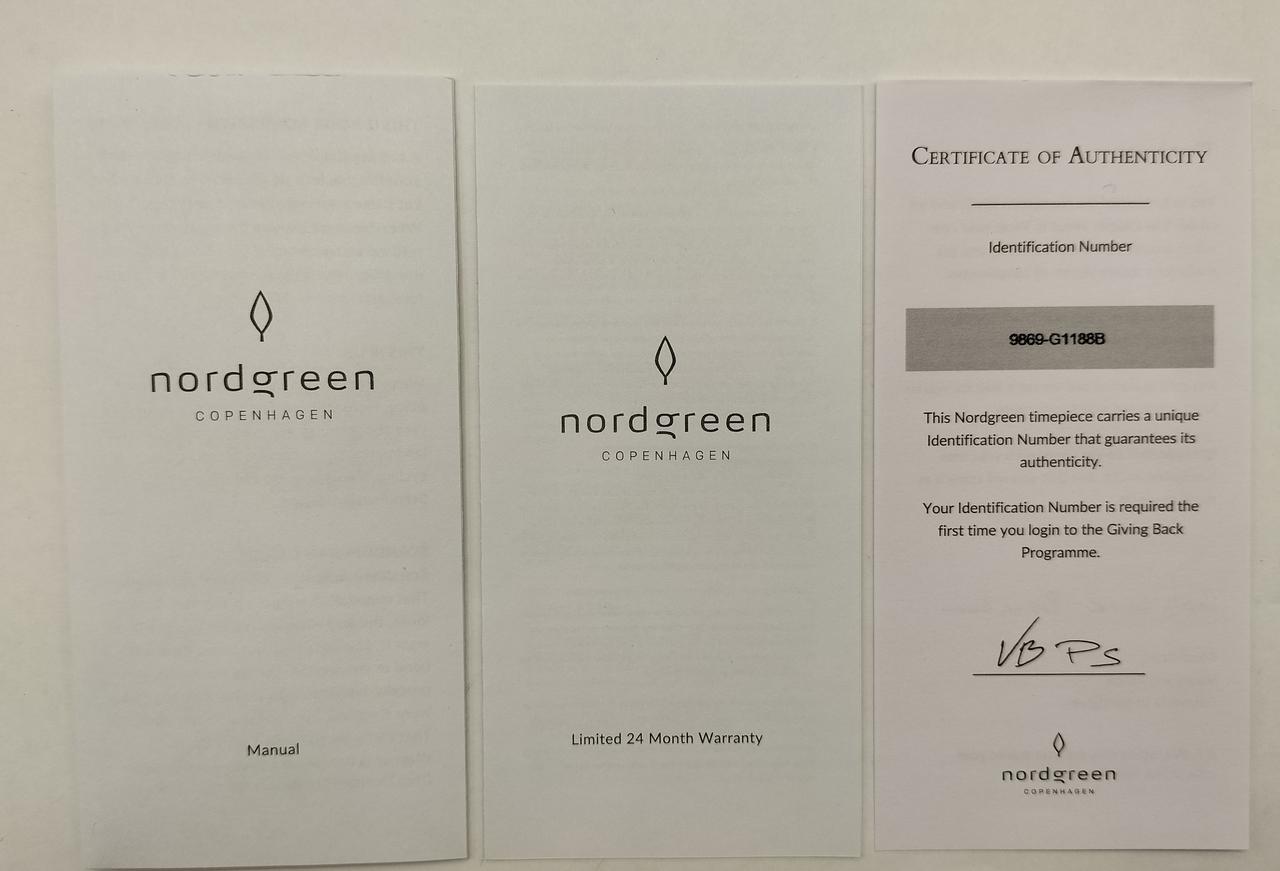 nordgreen
COPENHAGEN
Manual
nordgreen
COPENHAGEN
Limited 24 Month Warranty
CERTIFICATE OF AUTHENTICITY
Identification Number
9869-G1188B
This Nordgreen timepiece carries a unique
Identification Number that guarantees its
authenticity.
Your Identification Number is required the
first time you login to the Giving Back
Programme.
VB PS
nordgreen
COPENHAGEN